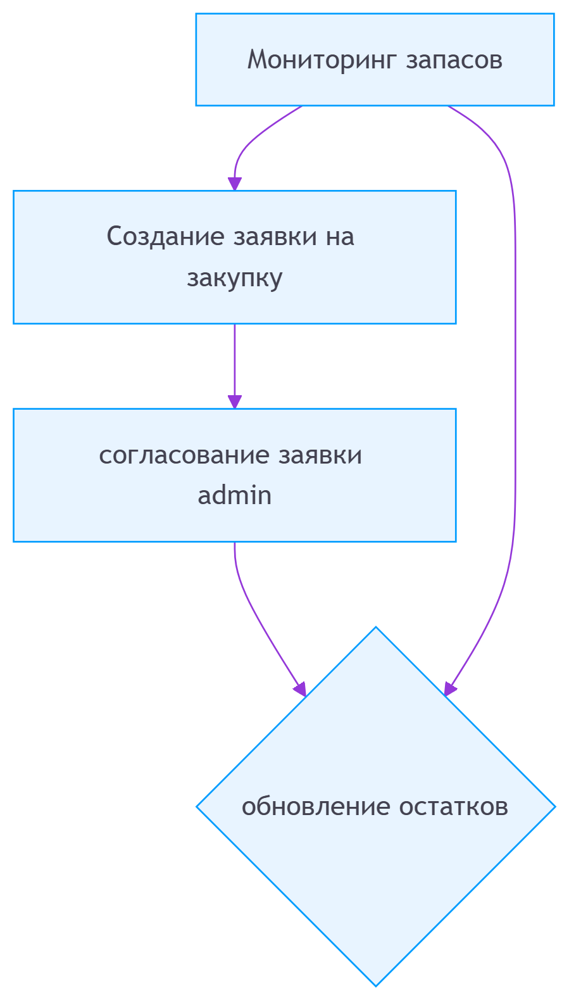 Мониторинг запасов
Создание заявки на
закупку
согласование заявки
admin
обновление остатков